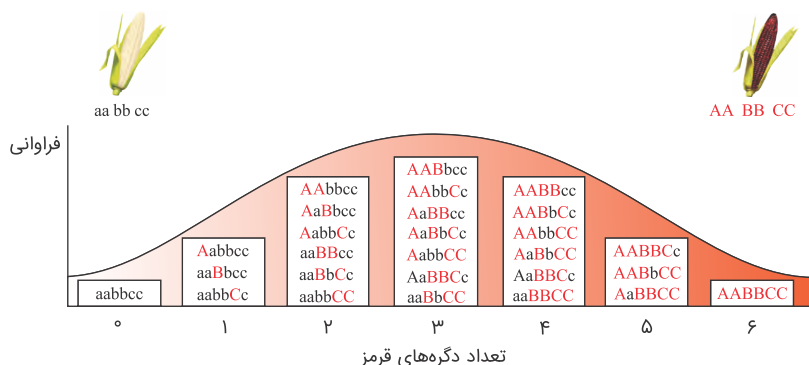 aa bb cc
AA BB CC
فراوانی
aabbcc
Aabbcc
aaBbcc
aabbCc
AAbbcc
AaBbcc
AabbCc
aaBBcc
aaBbCc
aabbCC
AABbcc
AAbbCc
AaBBcc
AaBbCc
AabbCC
AaBBCc
aaBbCC
AABBcc
AABbCc
AAbbCC
AaBbCC
AaBBCc
aaBBCC
AABBCc
AABbCC
AaBBCC
AABBCC
۰ ۱ ۲ ۳ ۴ ۵ ۶
تعداد دگره‌های قرمز